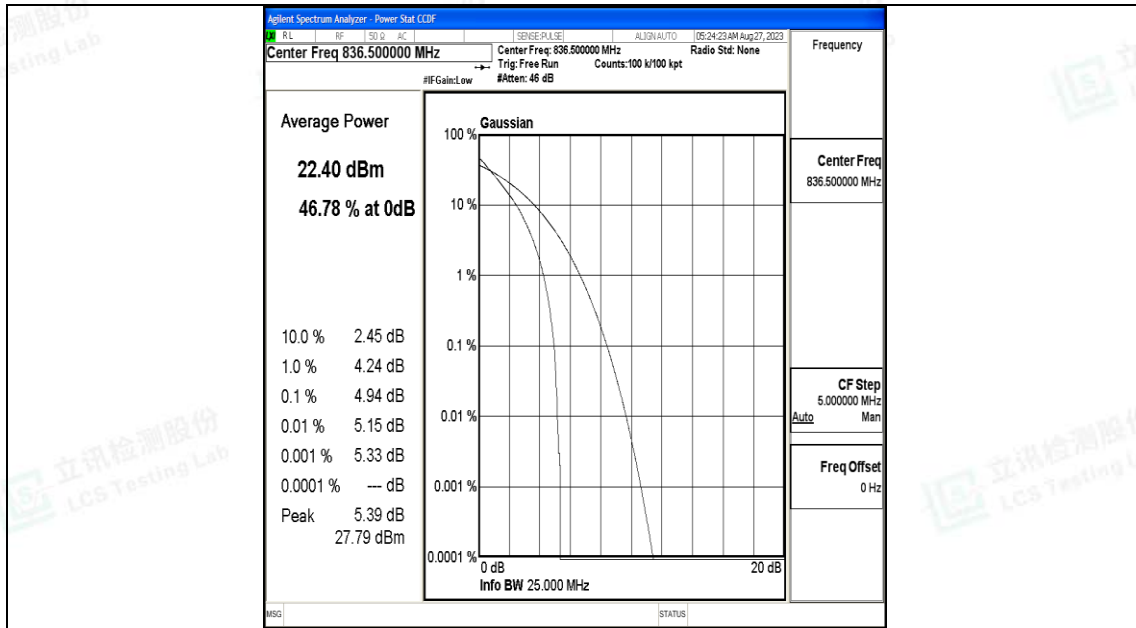 Agilent Spectrum Analyzer - Power Stat CCDF
LXI RL RF 50 Ω AC SENSE:PULSE ALIGN AUTO 05:24:23 AM Aug 27, 2023
Center Freq 836.500000 MHz
Center Freq: 836.500000 MHz Radio Std: None
Trig: Free Run Counts:100 k/100 kpt
#IFGain:Low #Atten: 46 dB
Frequency
Average Power
22.40 dBm
46.78 % at 0dB
10.0 % 2.45 dB
1.0 % 4.24 dB
0.1 % 4.94 dB
0.01 % 5.15 dB
0.001 % 5.33 dB
0.0001 % --- dB
Peak 5.39 dB
27.79 dBm
Gaussian
100 %
10 %
1 %
0.1 %
0.01 %
0.001 %
0.0001 %
0 dB 20 dB
Info BW 25.000 MHz
Center Freq
836.500000 MHz
CF Step
5.000000 MHz
Auto Man
Freq Offset
0 Hz
MSG STATUS
立讯检测股份
LCS Testing Lab